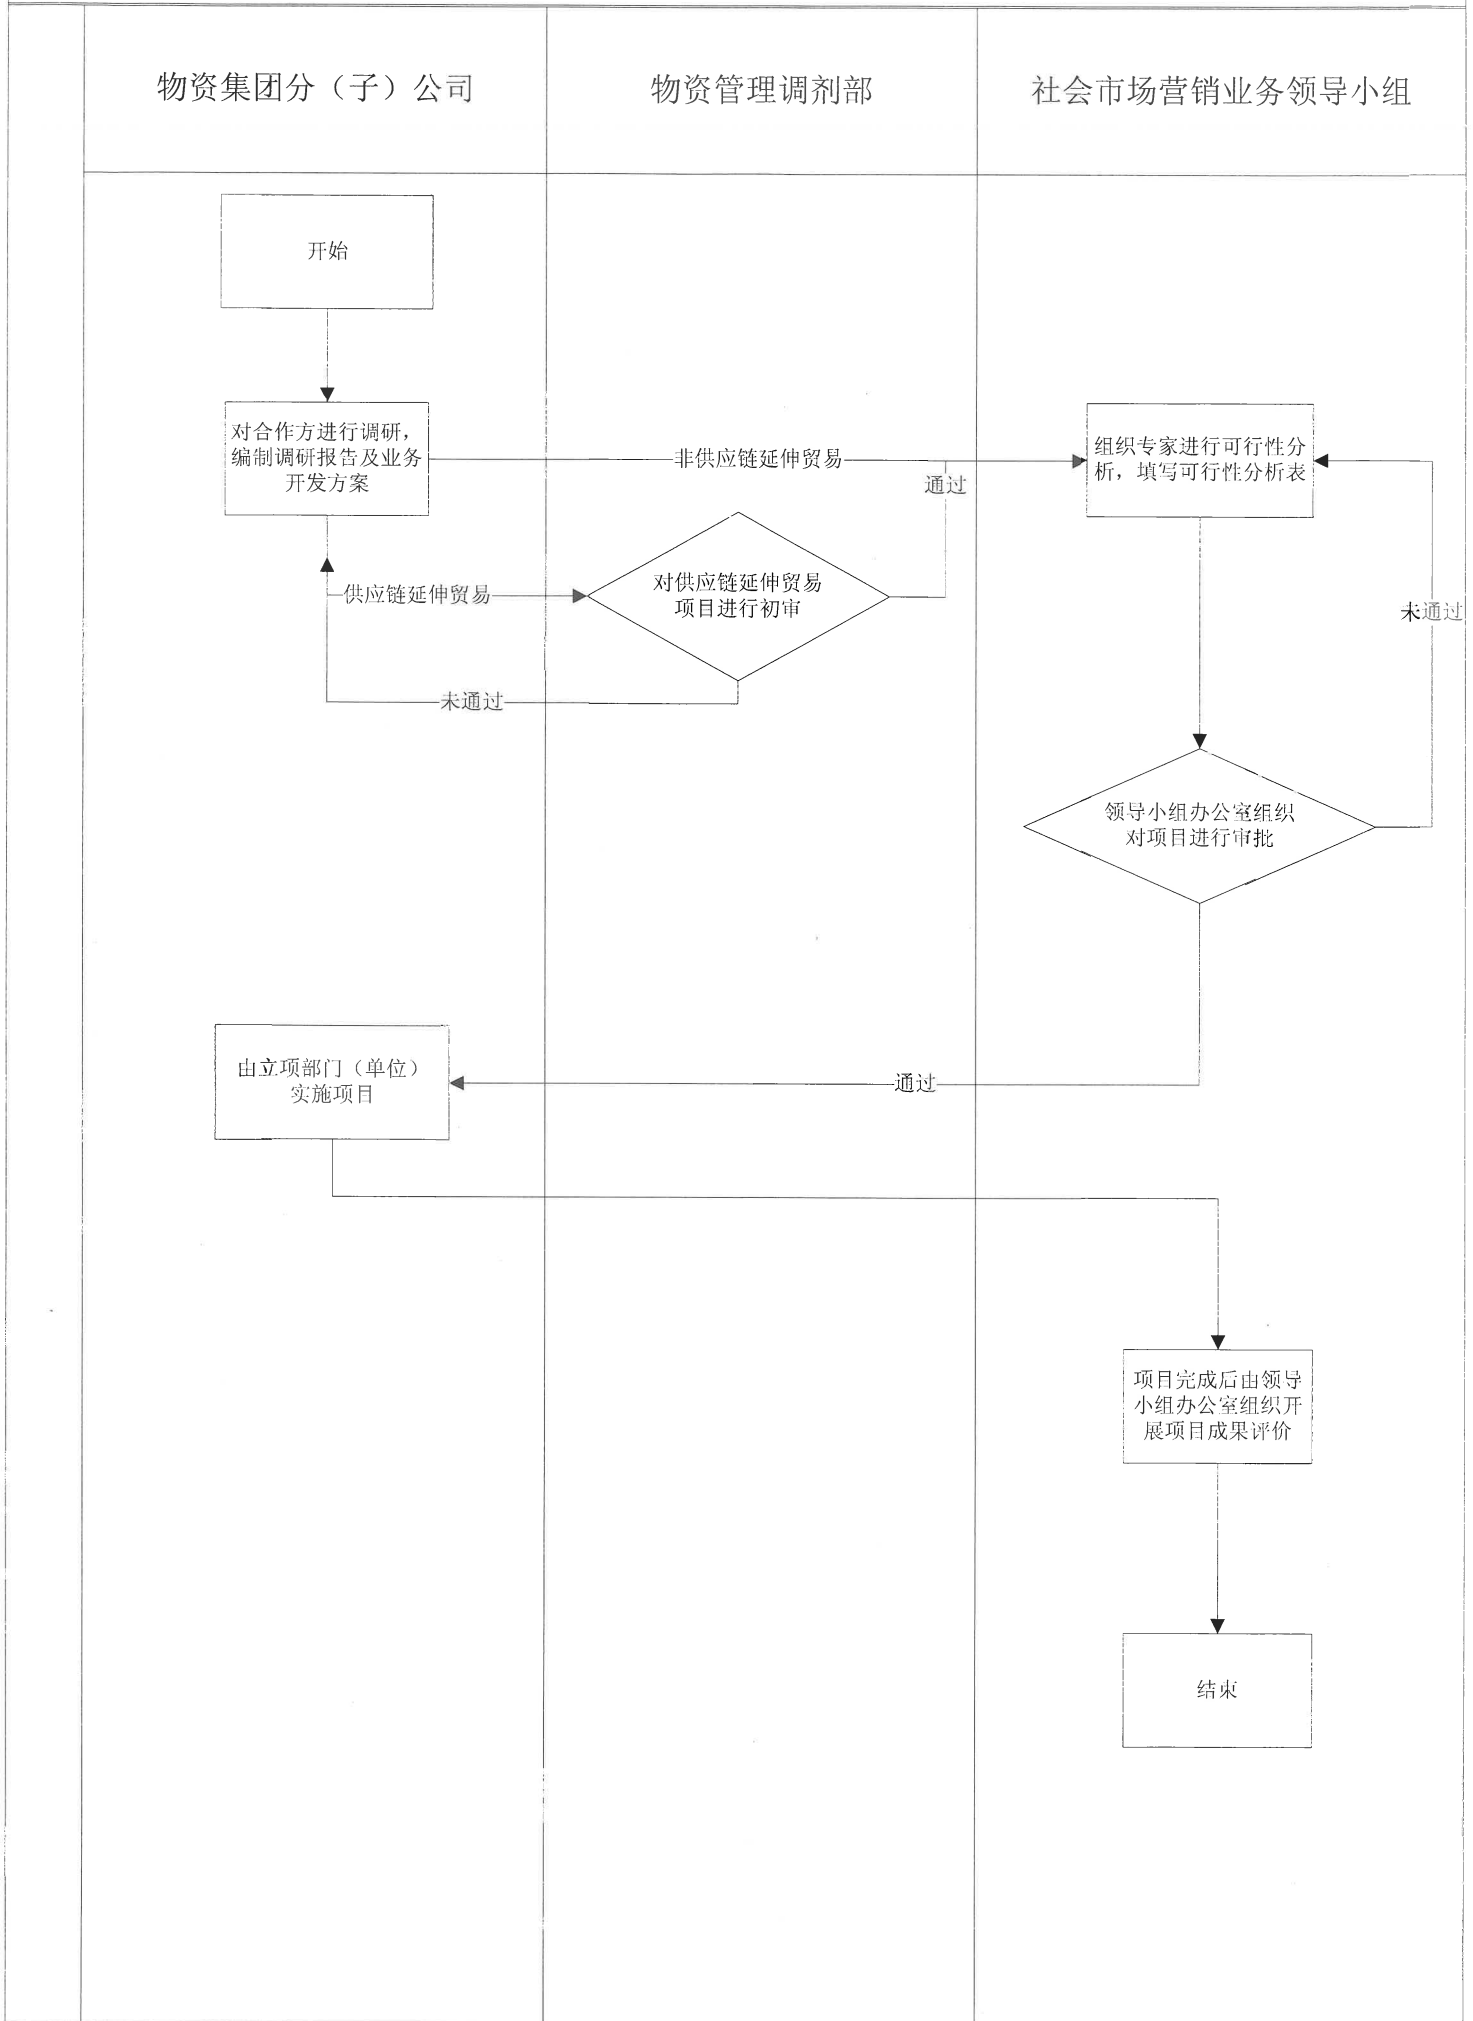 物资集团分（子）公司
物资管理调剂部
社会市场营销业务领导小组
开始
对合作方进行调研，
编制调研报告及业务
开发方案
非供应链延伸贸易
组织专家进行可行性分
析，填写可行性分析表
通过
供应链延伸贸易
对供应链延伸贸易
项目进行初审
未通过
未通过
领导小组办公室组织
对项目进行审批
由立项部门（单位）
实施项目
通过
项目完成后由领导
小组办公室组织开
展项目成果评价
结束